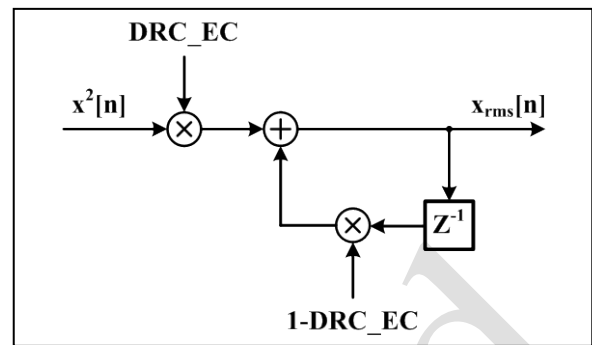 DRC_EC
x²[n]
xrms[n]
Z⁻¹
1-DRC_EC